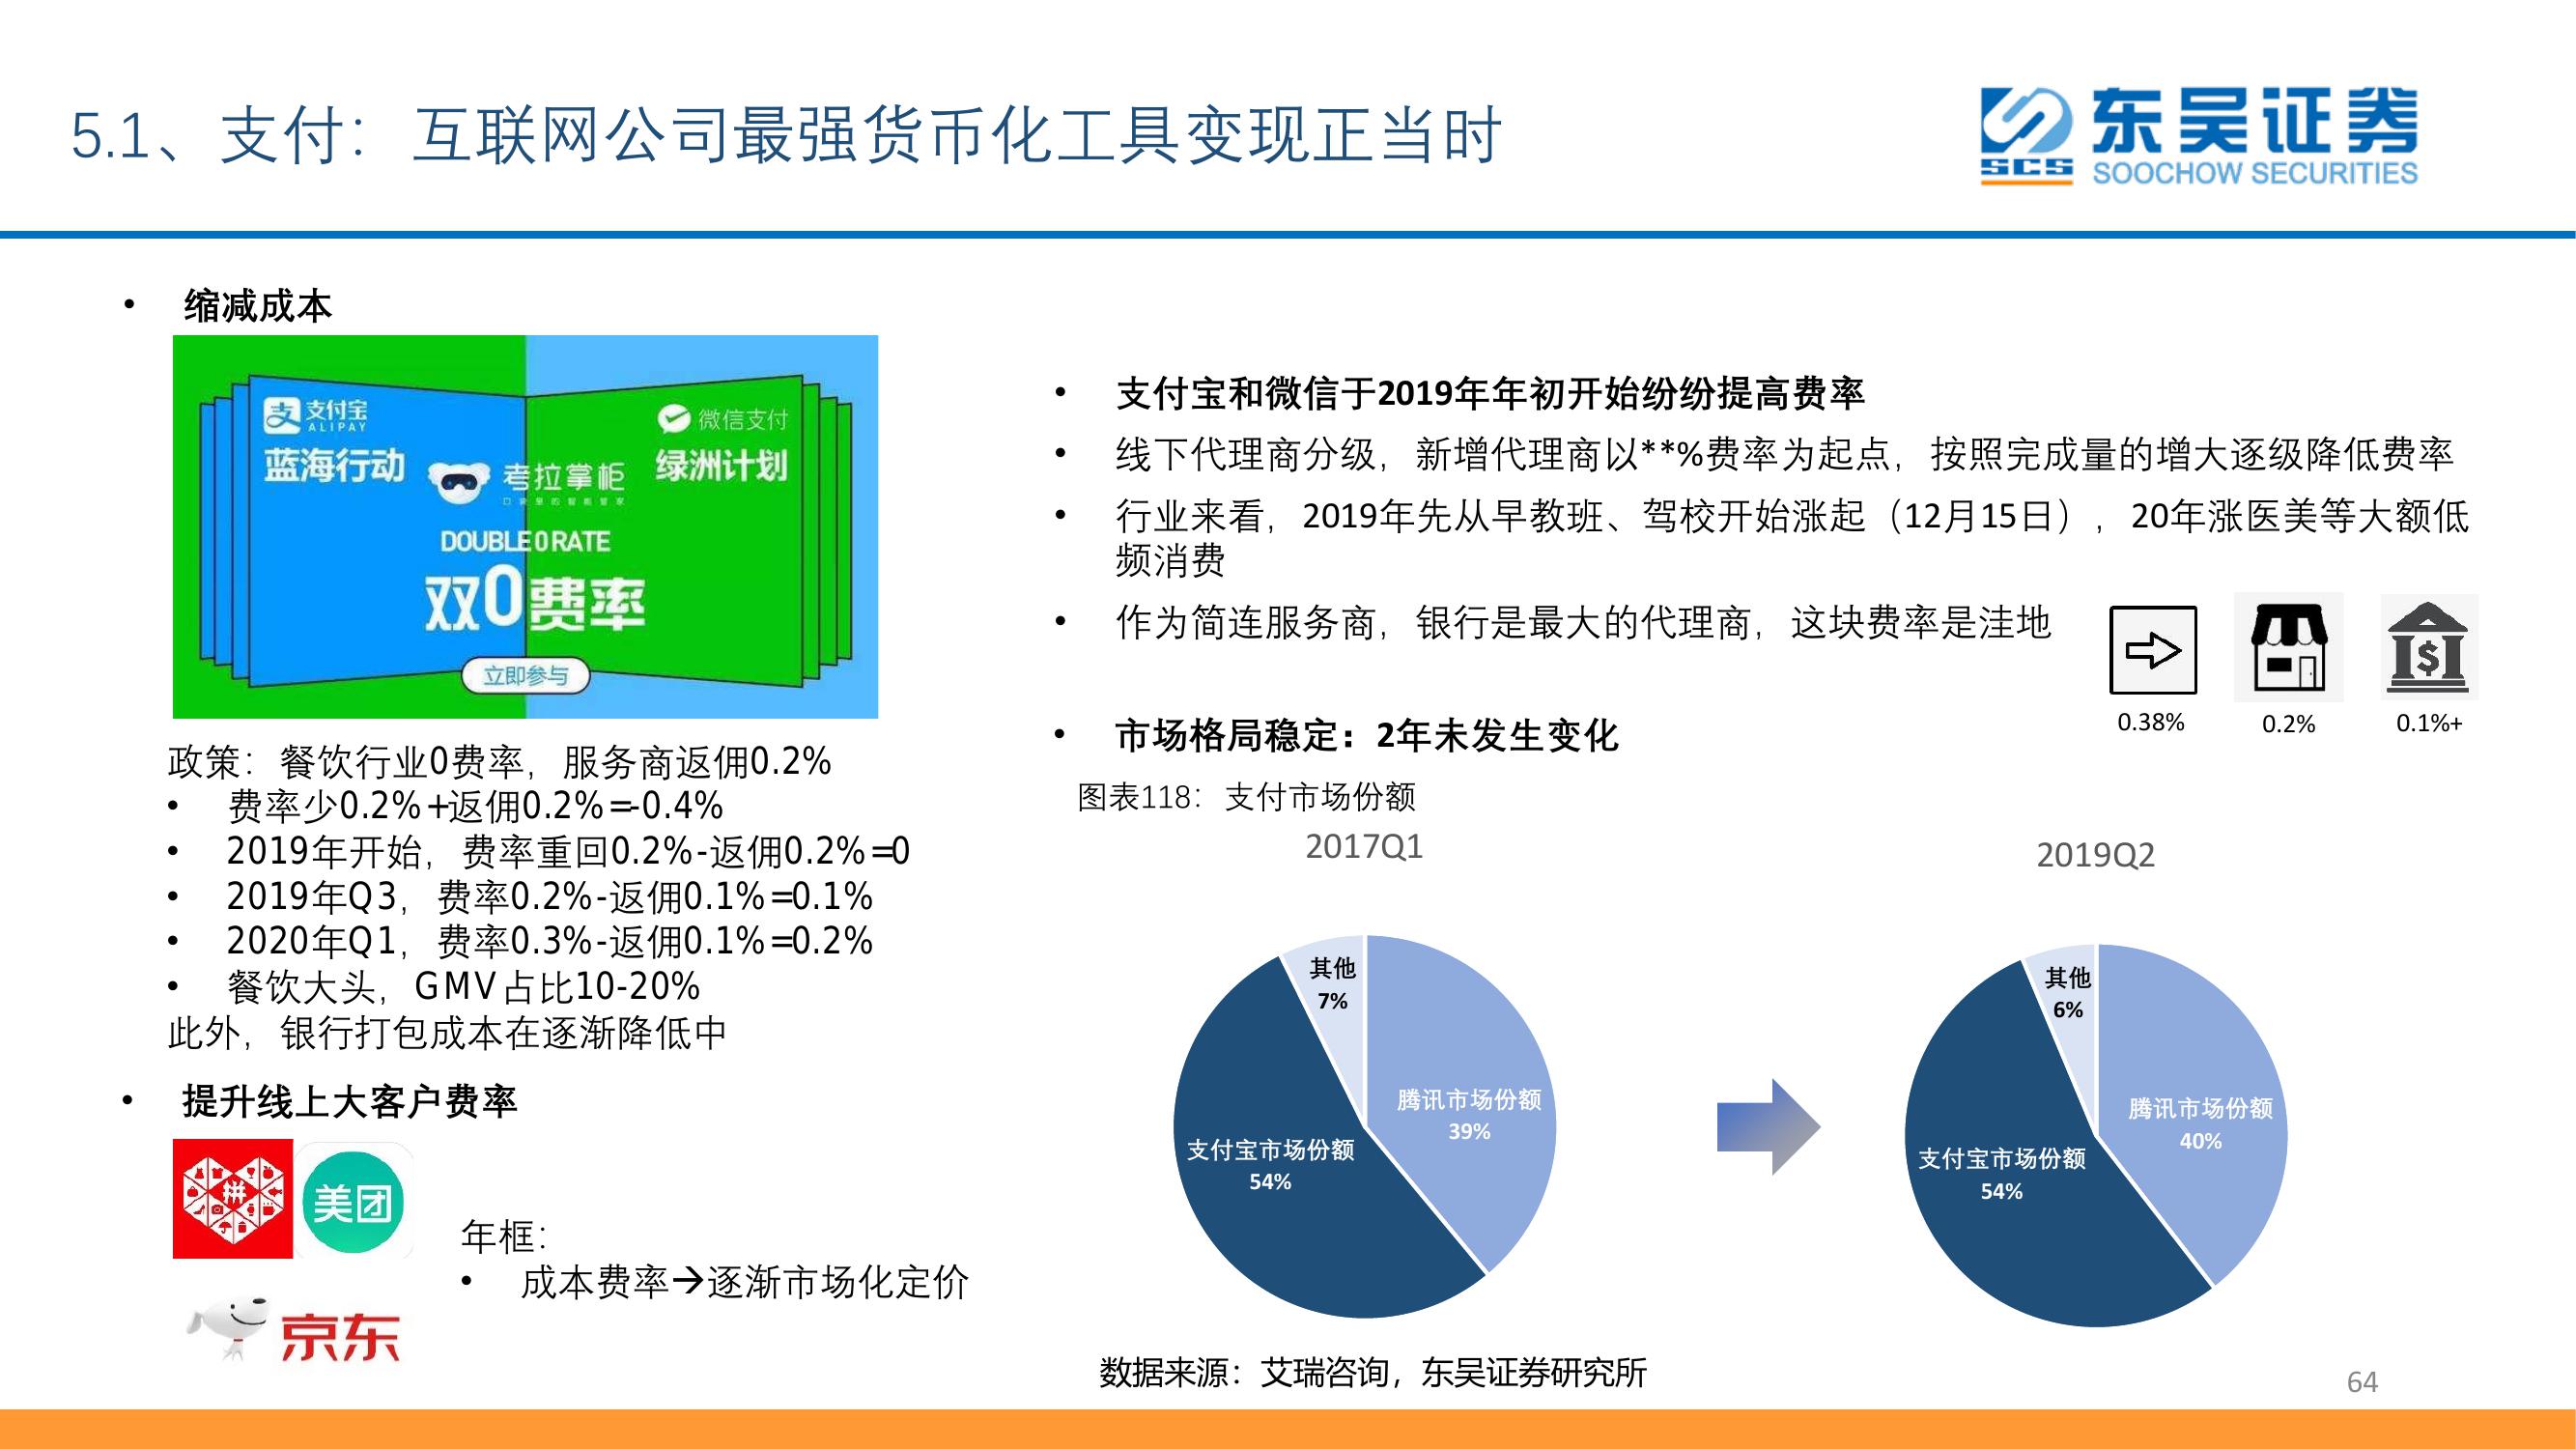 5.1、支付：互联网公司最强货币化工具变现正当时
东吴证券
SCS
SOOCHOW SECURITIES
• 缩减成本
支付宝
ALIPAY
蓝海行动
微信支付
绿洲计划
考拉掌柜
DOUBLE 0 RATE
双0费率
立即参与
政策：餐饮行业0费率，服务商返佣0.2%
• 费率少0.2%+返佣0.2%=-0.4%
• 2019年开始，费率重回0.2%-返佣0.2%=0
• 2019年Q3，费率0.2%-返佣0.1%=0.1%
• 2020年Q1，费率0.3%-返佣0.1%=0.2%
• 餐饮大头，GMV占比10-20%
此外，银行打包成本在逐渐降低中
• 提升线上大客户费率
拼
美团
京东
年框：
• 成本费率→逐渐市场化定价
• 支付宝和微信于2019年年初开始纷纷提高费率
• 线下代理商分级，新增代理商以**%费率为起点，按照完成量的增大逐级降低费率
• 行业来看，2019年先从早教班、驾校开始涨起（12月15日），20年涨医美等大额低
频消费
• 作为简连服务商，银行是最大的代理商，这块费率是洼地
$
0.38%
0.2%
0.1%+
• 市场格局稳定：2年未发生变化
图表118：支付市场份额
2017Q1
其他
7%
腾讯市场份额
39%
支付宝市场份额
54%
2019Q2
其他
6%
腾讯市场份额
40%
支付宝市场份额
54%
数据来源：艾瑞咨询，东吴证券研究所
64